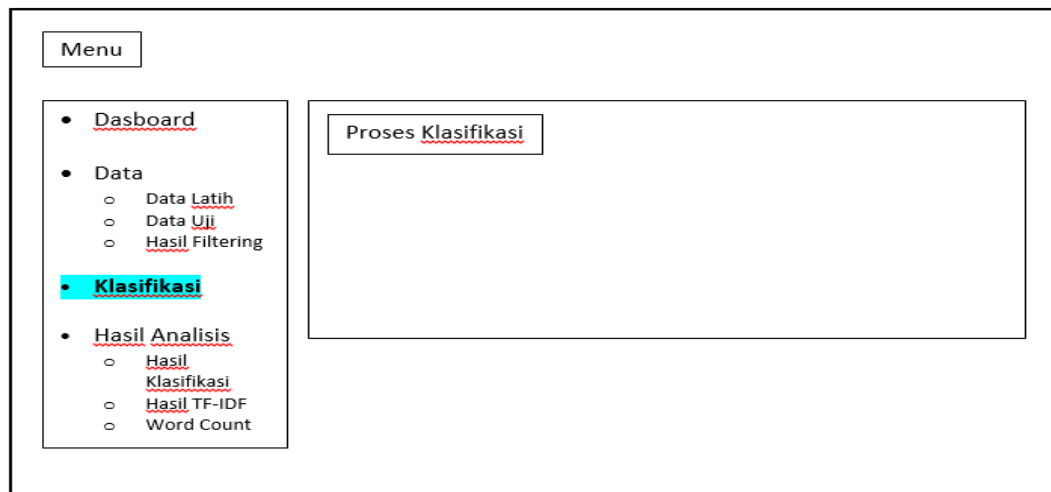 Menu
Dasboard
Data
Data Latih
Data Uji
Hasil Filtering
Klasifikasi
Hasil Analisis
Hasil
Klasifikasi
Hasil TF-IDF
Word Count
Proses Klasifikasi